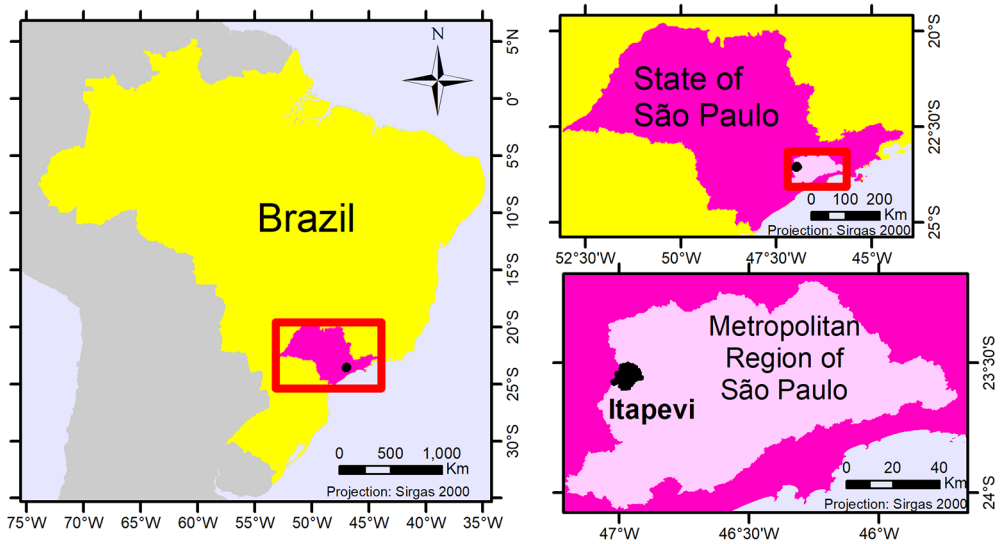 N
5°N
0°
5°S
10°S
15°S
20°S
25°S
30°S
Brazil
0 500 1,000
Km
Projection: Sirgas 2000
75°W 70°W 65°W 60°W 55°W 50°W 45°W 40°W 35°W
State of
São Paulo
20°S
22°30'S
25°S
0 100 200
Km
Projection: Sirgas 2000
52°30'W 50°W 47°30'W 45°W
Metropolitan
Region of
São Paulo
Itapevi
23°30'S
24°S
0 20 40
Km
Projection: Sirgas 2000
47°W 46°30'W 46°W